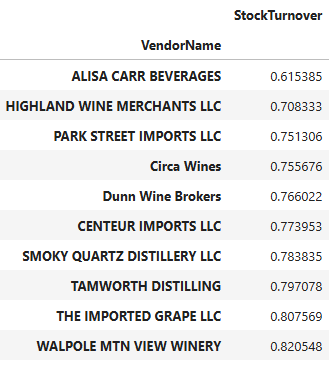 StockTurnover
VendorName
ALISA CARR BEVERAGES 0.615385
HIGHLAND WINE MERCHANTS LLC 0.708333
PARK STREET IMPORTS LLC 0.751306
Circa Wines 0.755676
Dunn Wine Brokers 0.766022
CENTEUR IMPORTS LLC 0.773953
SMOKY QUARTZ DISTILLERY LLC 0.783835
TAMWORTH DISTILLING 0.797078
THE IMPORTED GRAPE LLC 0.807569
WALPOLE MTN VIEW WINERY 0.820548